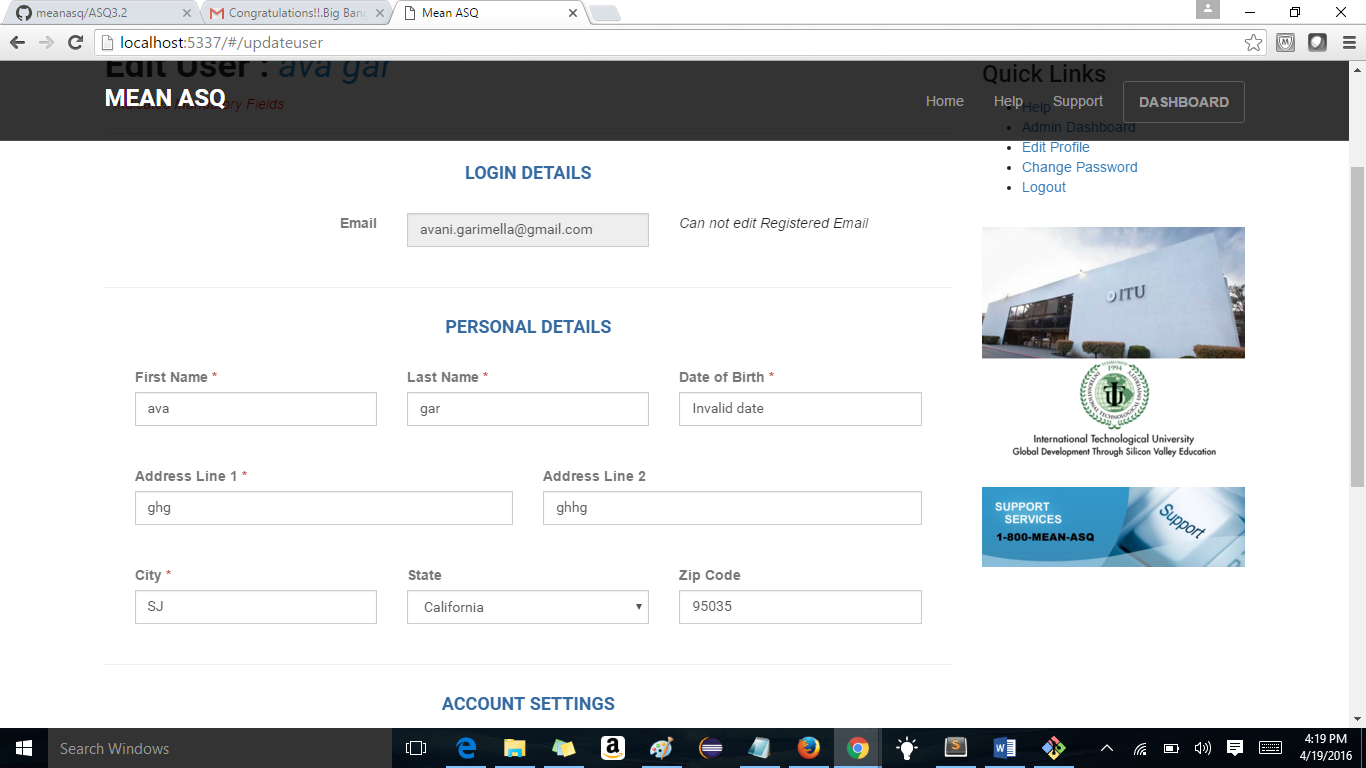 meanasq/ASQ3.2
Congratulations!!.Big Bang
Mean ASQ
localhost:5337/#/updateuser
Edit User : ava gar
Mandatory Fields
MEAN ASQ
Home
Help
Support
DASHBOARD
Quick Links
Help
Admin Dashboard
Edit Profile
Change Password
Logout
LOGIN DETAILS
Email
avani.garimella@gmail.com
Can not edit Registered Email
PERSONAL DETAILS
First Name *
Last Name *
Date of Birth *
ava
gar
Invalid date
Address Line 1 *
Address Line 2
ghg
ghhg
City *
State
Zip Code
SJ
California
95035
ACCOUNT SETTINGS
ITU
1994
International Technological University
Global Development Through Silicon Valley Education
SUPPORT
SERVICES
1-800-MEAN-ASQ
Support
Search Windows
4:19 PM
4/19/2016